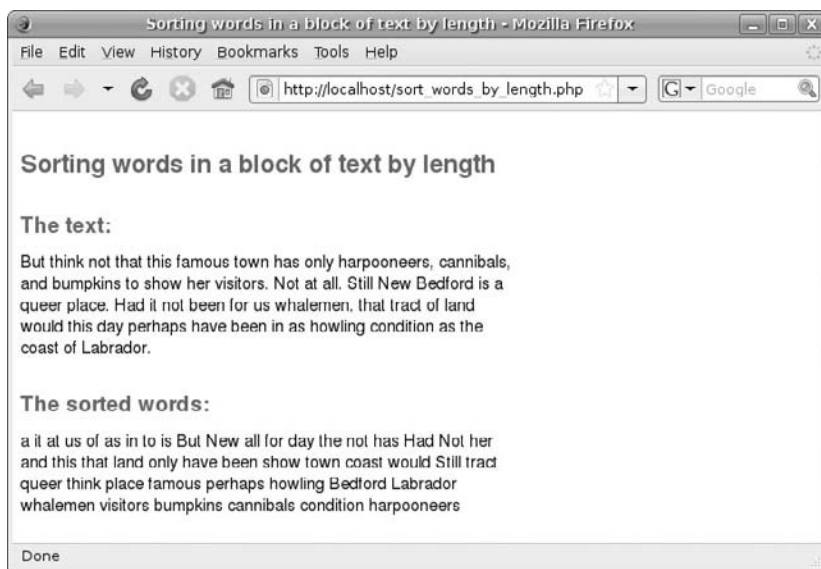 Sorting words in a block of text by length - Mozilla Firefox
File Edit View History Bookmarks Tools Help
http://localhost/sort_words_by_length.php G Google
Sorting words in a block of text by length
The text:
But think not that this famous town has only harpooneers, cannibals,
and bumpkins to show her visitors. Not at all. Still New Bedford is a
queer place. Had it not been for us whalemen, that tract of land
would this day perhaps have been in as howling condition as the
coast of Labrador.
The sorted words:
a it at us of as in to is But New all for day the not has Had Not her
and this that land only have been show town coast would Still tract
queer think place famous perhaps howling Bedford Labrador
whalemen visitors bumpkins cannibals condition harpooneers
Done